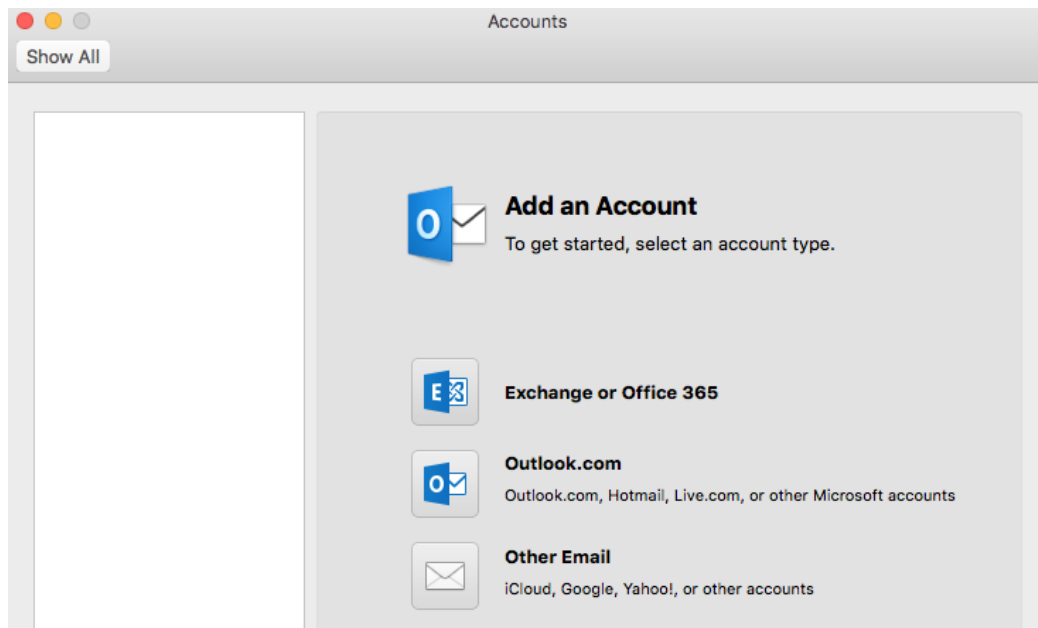 Accounts
Show All
Add an Account
To get started, select an account type.
Exchange or Office 365
Outlook.com
Outlook.com, Hotmail, Live.com, or other Microsoft accounts
Other Email
iCloud, Google, Yahoo!, or other accounts